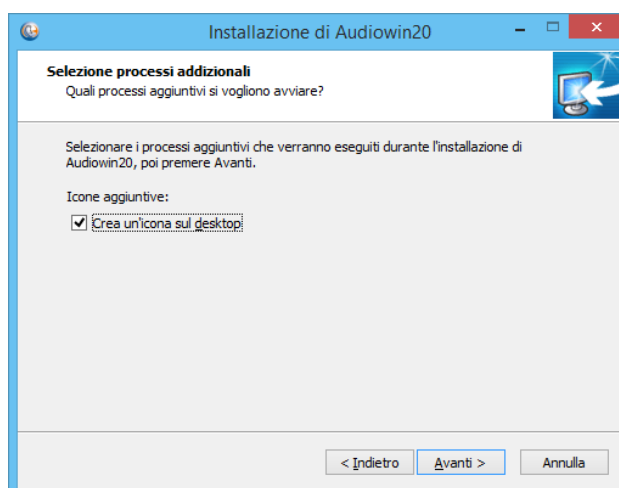 Installazione di Audiowin20
Selezione processi addizionali
Quali processi aggiuntivi si vogliono avviare?
Selezionare i processi aggiuntivi che verranno eseguiti durante l'installazione di
Audiowin20, poi premere Avanti.
Icone aggiuntive:
Crea un'icona sul desktop
< Indietro
Avanti >
Annulla